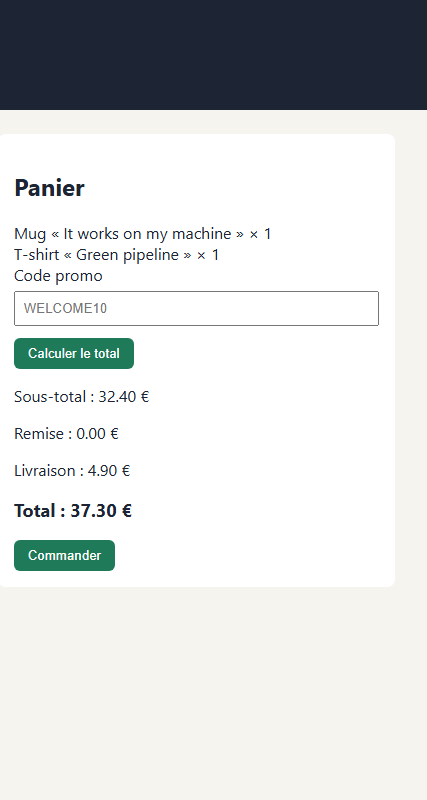 Panier
Mug « It works on my machine » × 1
T-shirt « Green pipeline » × 1
Code promo
WELCOME10
Calculer le total
Sous-total : 32.40 €
Remise : 0.00 €
Livraison : 4.90 €
Total : 37.30 €
Commander